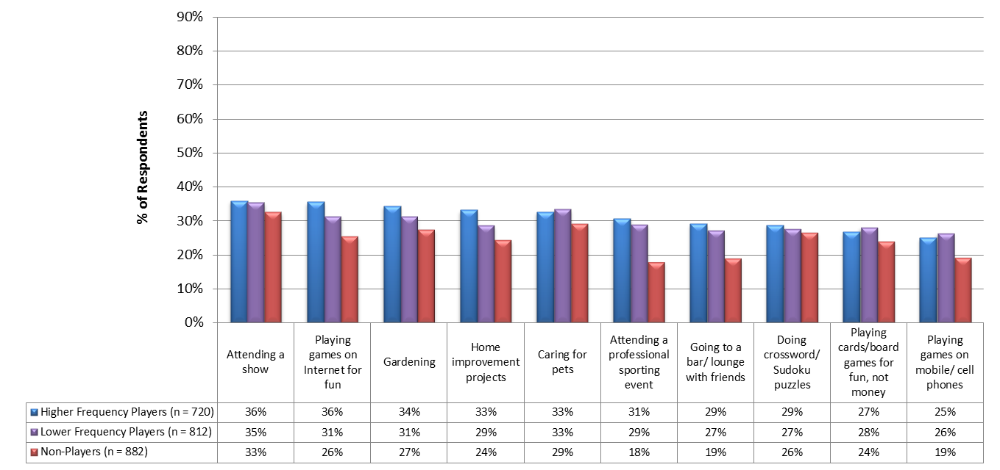 90%
80%
70%
60%
50%
40%
30%
20%
10%
0%
% of Respondents
Attending a
show
Playing
games on
Internet for
fun
Gardening
Home
improvement
projects
Caring for
pets
Attending a
professional
sporting
event
Going to a
bar/ lounge
with friends
Doing
crossword/
Sudoku
puzzles
Playing
cards/board
games for
fun, not
money
Playing
games on
mobile/ cell
phones
Higher Frequency Players (n = 720) 36% 36% 34% 33% 33% 31% 29% 29% 27% 25%
Lower Frequency Players (n = 812) 35% 31% 31% 29% 33% 29% 27% 27% 28% 26%
Non-Players (n = 882) 33% 26% 27% 24% 29% 18% 19% 26% 24% 19%